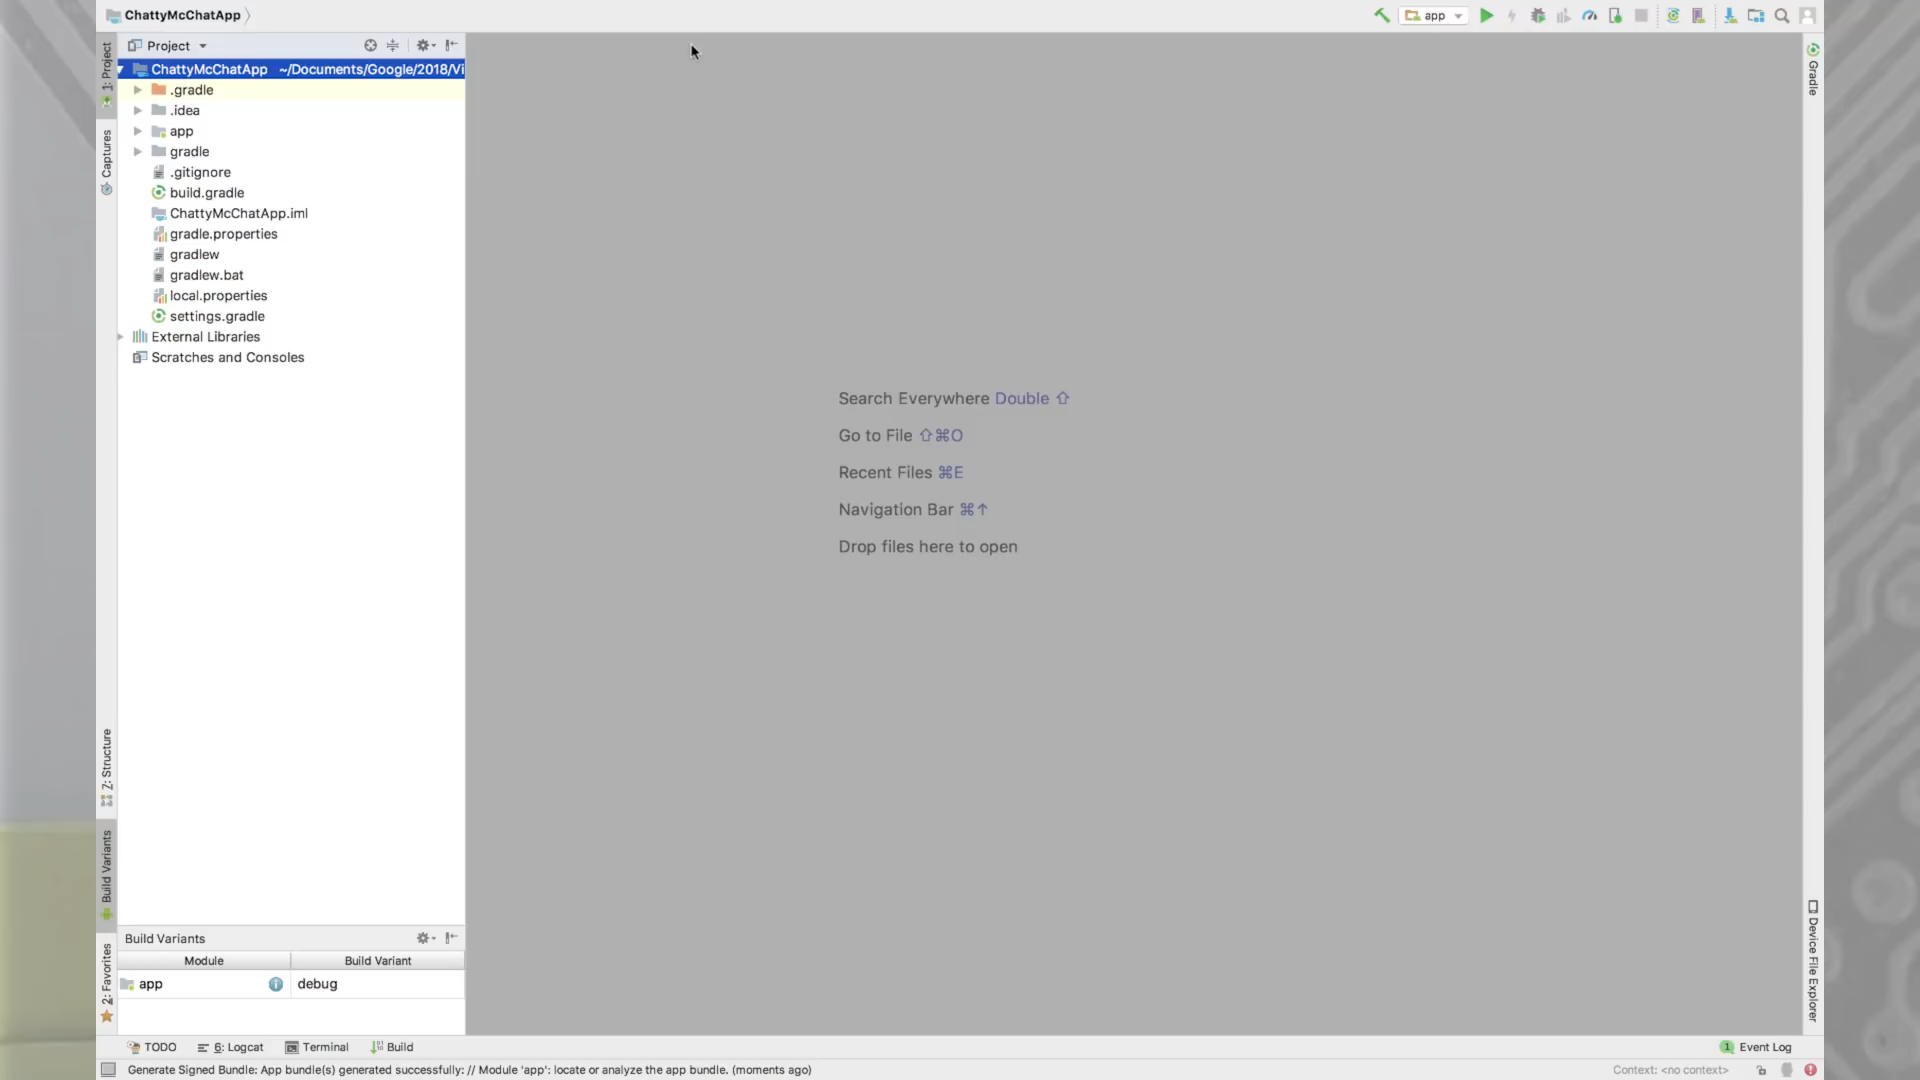 ChattyMcChatApp
app
Project
ChattyMcChatApp ~/Documents/Google/2018/Vi
.gradle
.idea
app
gradle
.gitignore
build.gradle
ChattyMcChatApp.iml
gradle.properties
gradlew
gradlew.bat
local.properties
settings.gradle
External Libraries
Scratches and Consoles
1: Project
Captures
Z: Structure
Build Variants
2: Favorites
Search Everywhere Double ⇧
Go to File ⇧⌘O
Recent Files ⌘E
Navigation Bar ⌘↑
Drop files here to open
Gradle
Device File Explorer
Build Variants
Module Build Variant
app debug
TODO 6: Logcat Terminal Build
1 Event Log
Generate Signed Bundle: App bundle(s) generated successfully: // Module 'app': locate or analyze the app bundle. (moments ago)
Context: <no context>